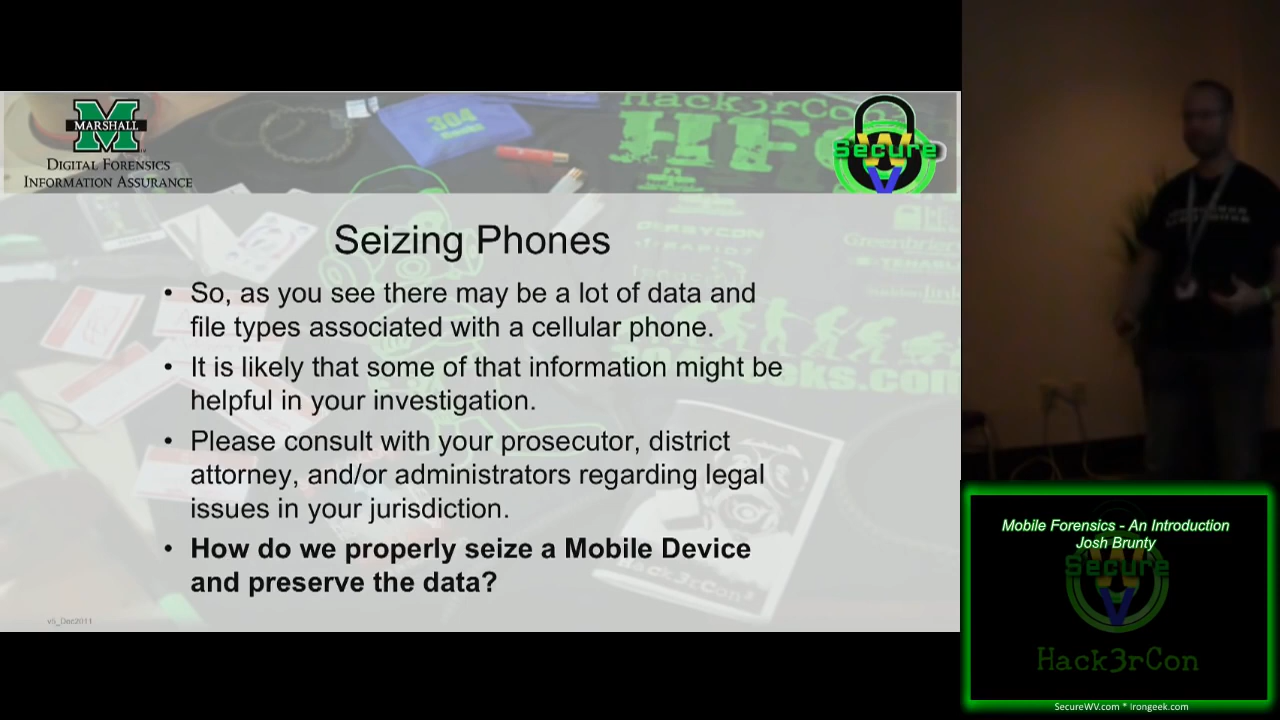 MARSHALL
DIGITAL FORENSICS
INFORMATION ASSURANCE
304
Hack3rCon
Secure
W
V
Seizing Phones
• So, as you see there may be a lot of data and
file types associated with a cellular phone.
• It is likely that some of that information might be
helpful in your investigation.
• Please consult with your prosecutor, district
attorney, and/or administrators regarding legal
issues in your jurisdiction.
• How do we properly seize a Mobile Device
and preserve the data?
Hack3rCon
Mobile Forensics - An Introduction
Josh Brunty
Secure
W
V
Hack3rCon
SecureWV.com * Irongeek.com